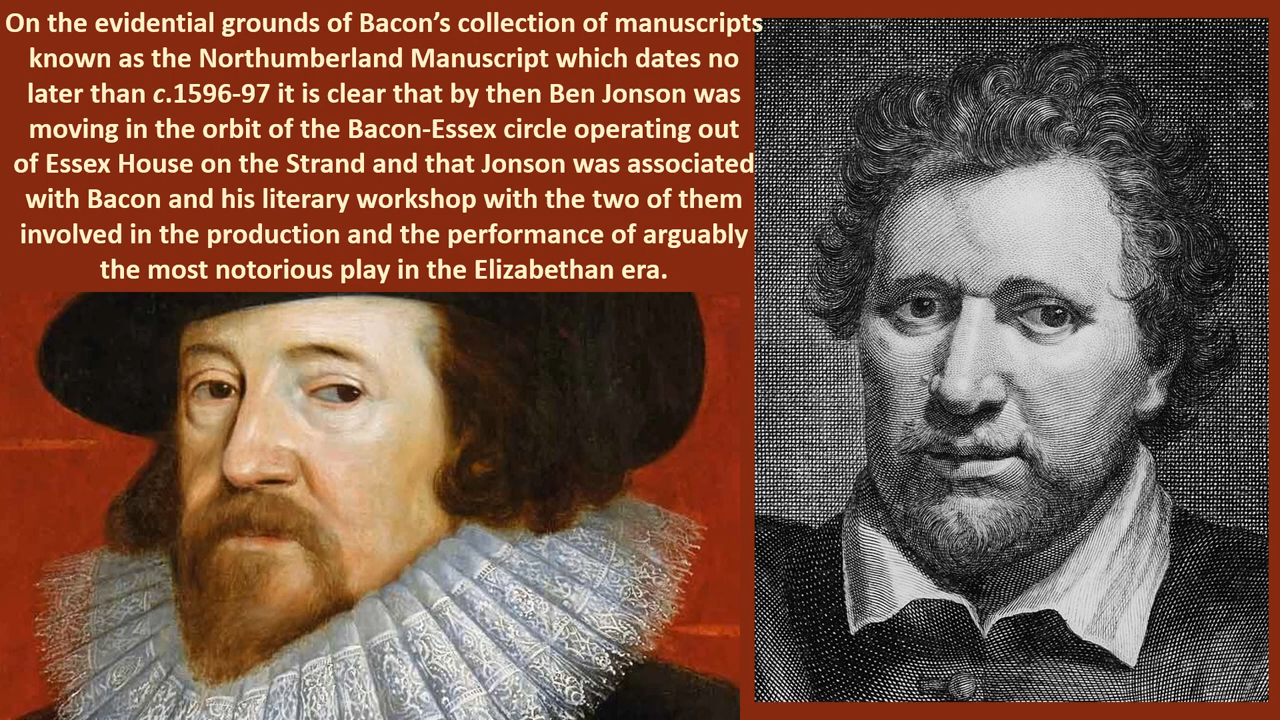 On the evidential grounds of Bacon’s collection of manuscripts
known as the Northumberland Manuscript which dates no
later than c.1596-97 it is clear that by then Ben Jonson was
moving in the orbit of the Bacon-Essex circle operating out
of Essex House on the Strand and that Jonson was associated
with Bacon and his literary workshop with the two of them
involved in the production and the performance of arguably
the most notorious play in the Elizabethan era.